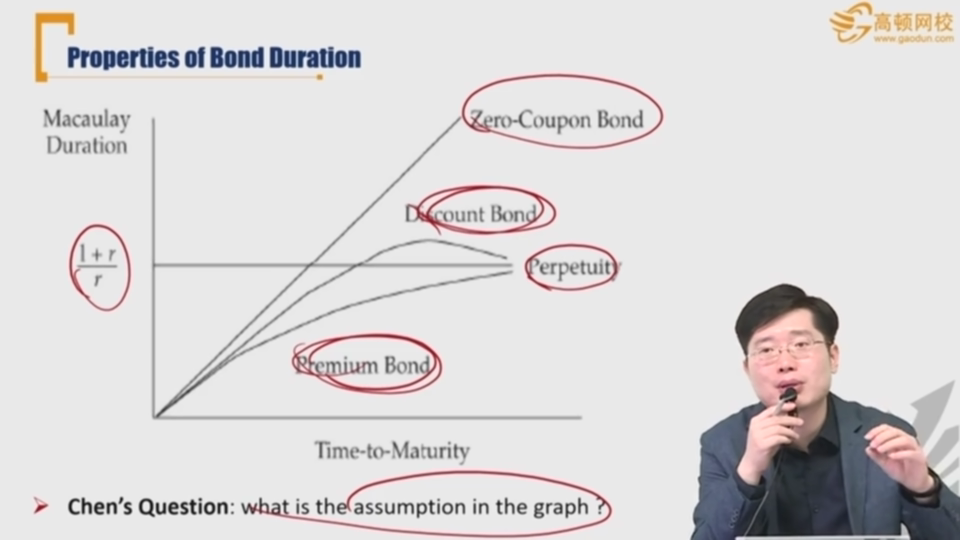 高顿网校
www.gaodun.com
Properties of Bond Duration
Macaulay
Duration
Zero-Coupon Bond
Discount Bond
1 + r
r
Perpetuity
Premium Bond
Time-to-Maturity
Chen's Question: what is the assumption in the graph ?